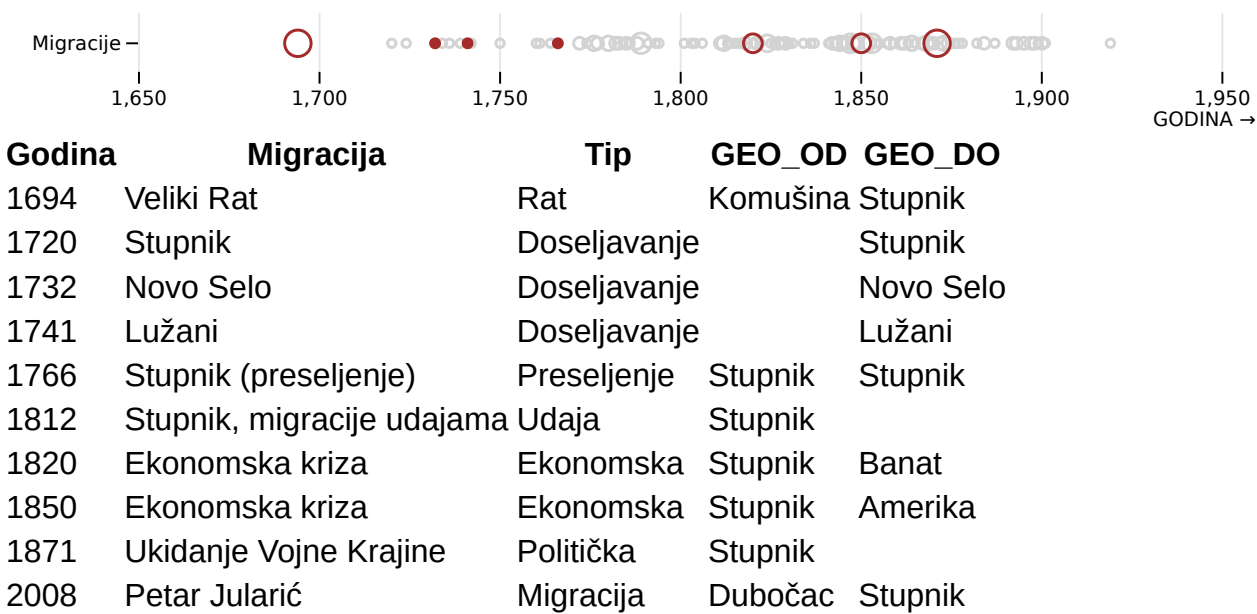 Migracije
1,650 1,700 1,750 1,800 1,850 1,900 1,950
GODINA →
Godina Migracija Tip GEO_OD GEO_DO
1694 Veliki Rat Rat Komušina Stupnik
1720 Stupnik Doseljavanje Stupnik
1732 Novo Selo Doseljavanje Novo Selo
1741 Lužani Doseljavanje Lužani
1766 Stupnik (preseljenje) Preseljenje Stupnik Stupnik
1812 Stupnik, migracije udajama Udaja Stupnik
1820 Ekonomska kriza Ekonomska Stupnik Banat
1850 Ekonomska kriza Ekonomska Stupnik Amerika
1871 Ukidanje Vojne Krajine Politička Stupnik
2008 Petar Jularić Migracija Dubočac Stupnik